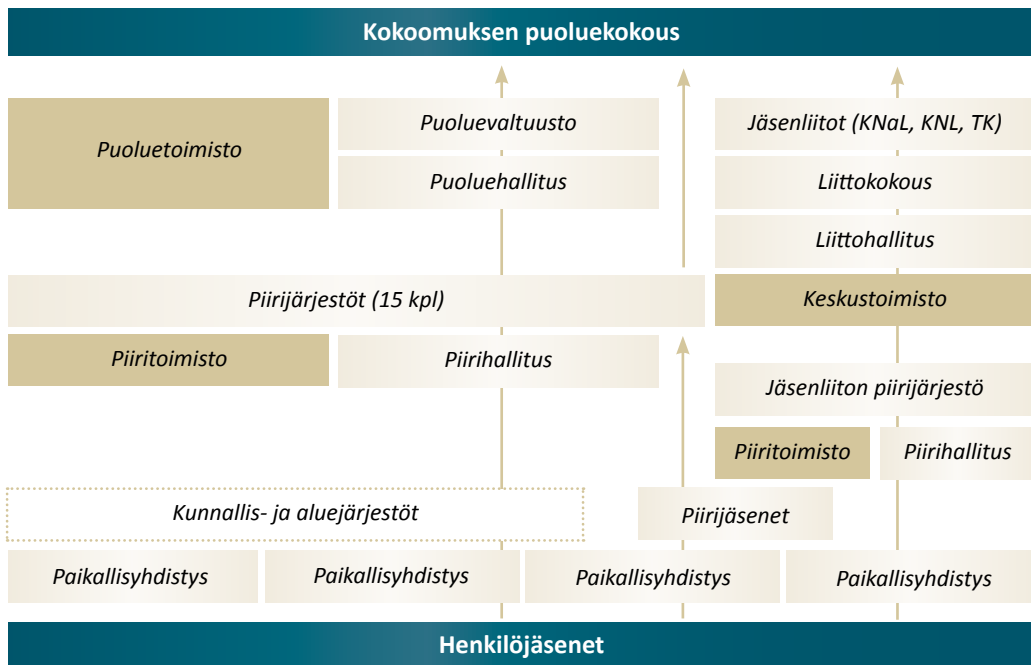 Kokoomuksen puoluekokous
Puoluetoimisto
Puoluevaltuusto
Jäsenliitot (KNaL, KNL, TK)
Puoluehallitus
Liittokokous
Liittohallitus
Piirijärjestöt (15 kpl)
Keskustoimisto
Piiritoimisto
Piirihallitus
Jäsenliiton piirijärjestö
Piiritoimisto
Piirihallitus
Kunnallis- ja aluejärjestöt
Piirijäsenet
Paikallisyhdistys
Paikallisyhdistys
Paikallisyhdistys
Paikallisyhdistys
Henkilöjäsenet